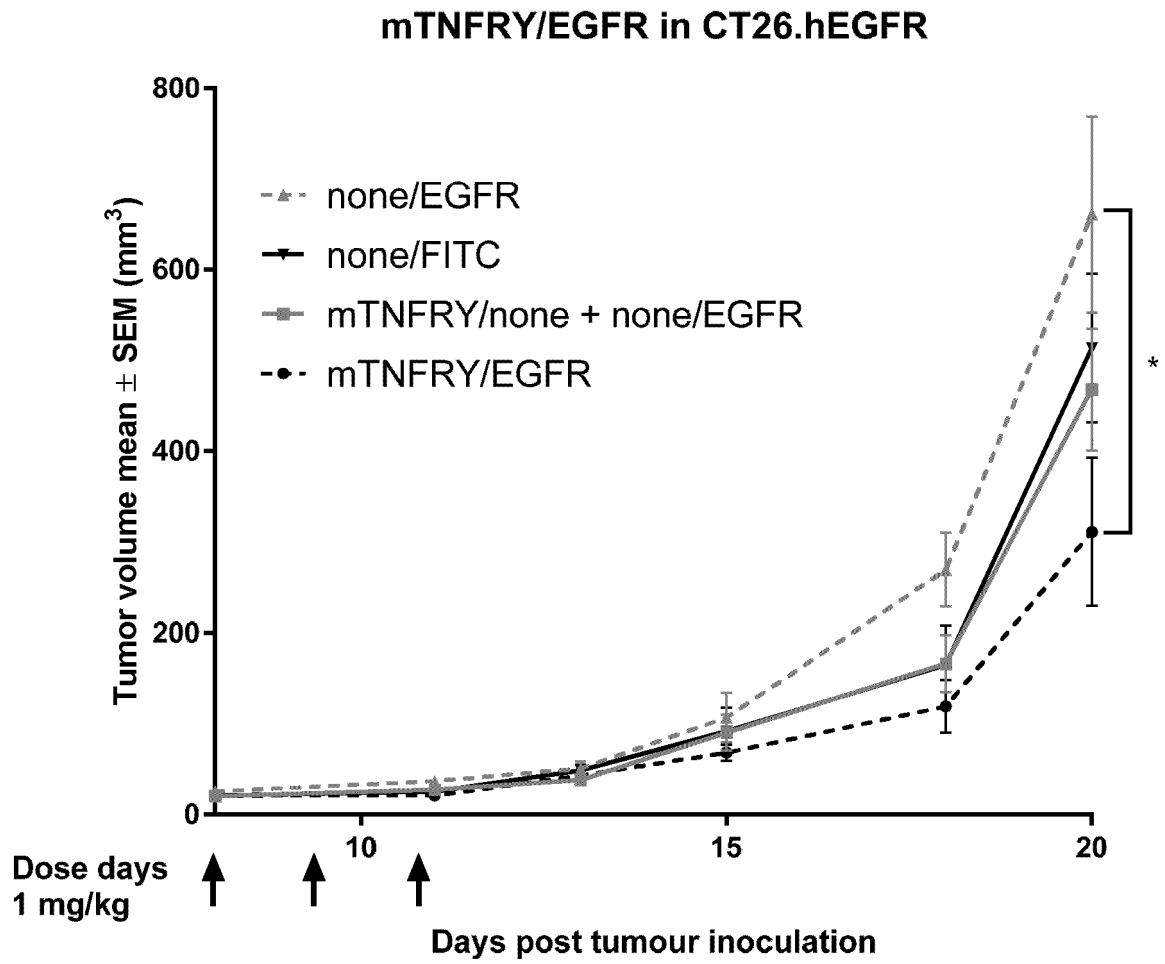 mTNFRY/EGFR in CT26.hEGFR
800
600
400
200
0
Tumor volume mean ± SEM (mm³)
none/EGFR
none/FITC
mTNFRY/none + none/EGFR
mTNFRY/EGFR
*
10
15
20
Dose days
1 mg/kg
Days post tumour inoculation